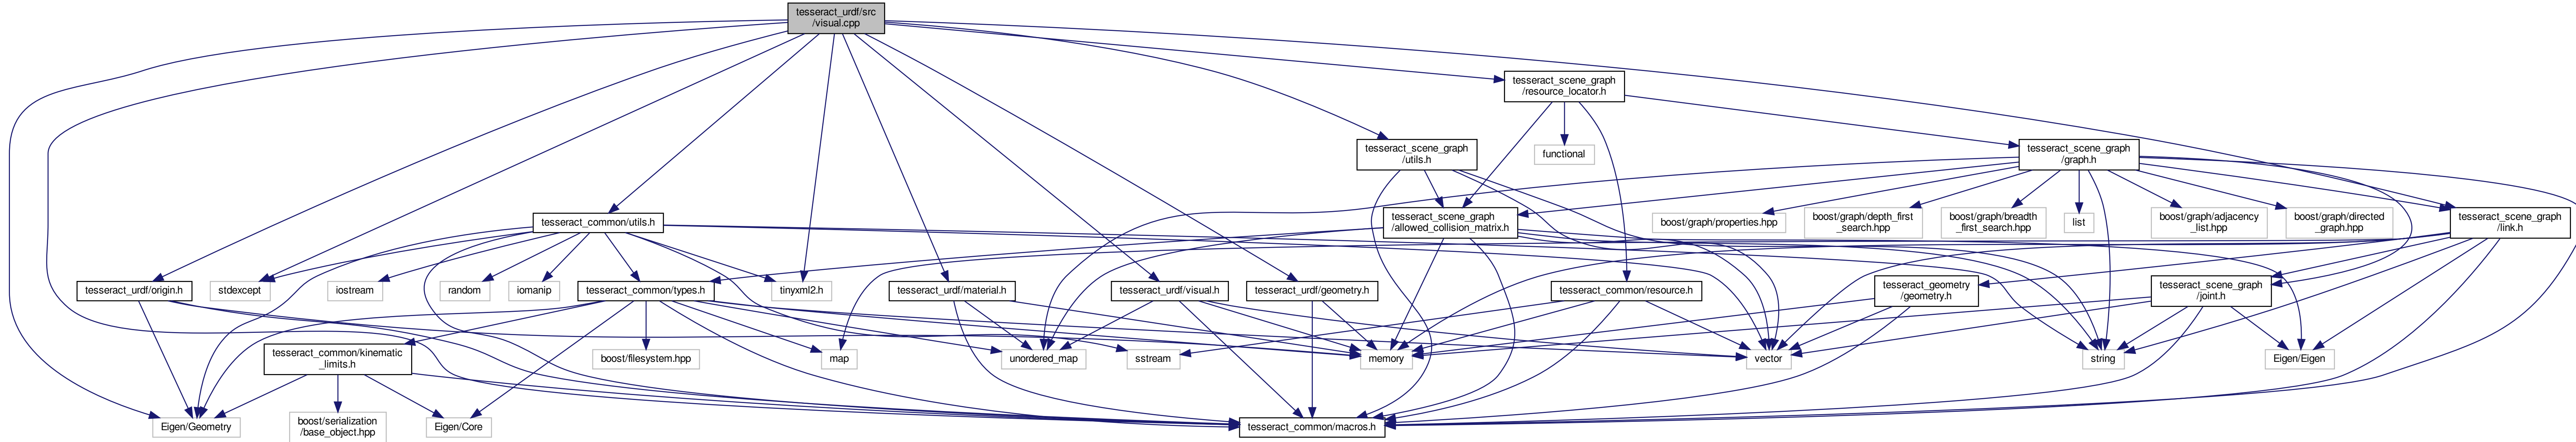 tesseract_urdf/src
/visual.cpp
tesseract_scene_graph
/resource_locator.h
tesseract_scene_graph
/utils.h
functional
tesseract_scene_graph
/graph.h
tesseract_common/utils.h
tesseract_scene_graph
/allowed_collision_matrix.h
boost/graph/properties.hpp
boost/graph/depth_first
_search.hpp
boost/graph/breadth
_first_search.hpp
list
boost/graph/adjacency
_list.hpp
boost/graph/directed
_graph.hpp
tesseract_scene_graph
/link.h
tesseract_urdf/origin.h
stdexcept
iostream
random
iomanip
tesseract_common/types.h
tinyxml2.h
tesseract_urdf/material.h
tesseract_urdf/visual.h
tesseract_urdf/geometry.h
tesseract_common/resource.h
tesseract_geometry
/geometry.h
tesseract_scene_graph
/joint.h
tesseract_common/kinematic
_limits.h
boost/filesystem.hpp
map
unordered_map
sstream
memory
vector
string
Eigen/Eigen
Eigen/Geometry
boost/serialization
/base_object.hpp
Eigen/Core
tesseract_common/macros.h